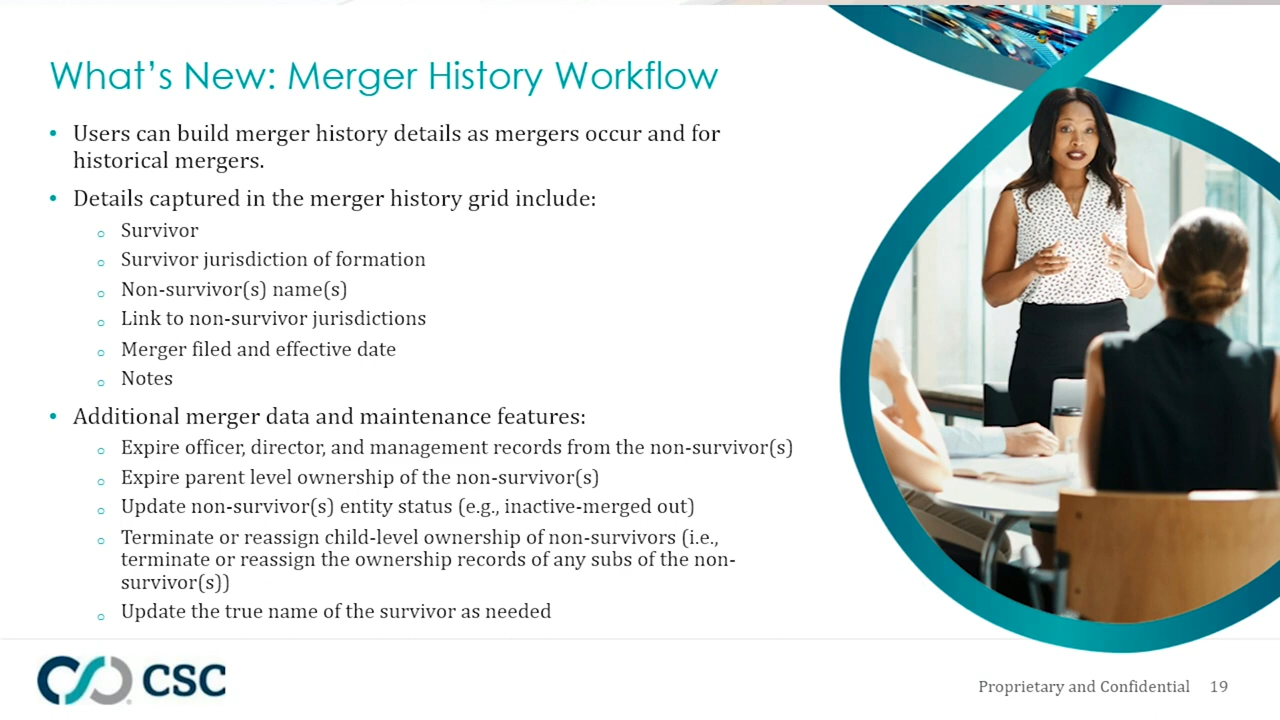 What's New: Merger History Workflow
• Users can build merger history details as mergers occur and for
historical mergers.
• Details captured in the merger history grid include:
o Survivor
o Survivor jurisdiction of formation
o Non-survivor(s) name(s)
o Link to non-survivor jurisdictions
o Merger filed and effective date
o Notes
• Additional merger data and maintenance features:
o Expire officer, director, and management records from the non-survivor(s)
o Expire parent level ownership of the non-survivor(s)
o Update non-survivor(s) entity status (e.g., inactive-merged out)
o Terminate or reassign child-level ownership of non-survivors (i.e.,
terminate or reassign the ownership records of any subs of the non-
survivor(s))
o Update the true name of the survivor as needed
CSC
Proprietary and Confidential 19